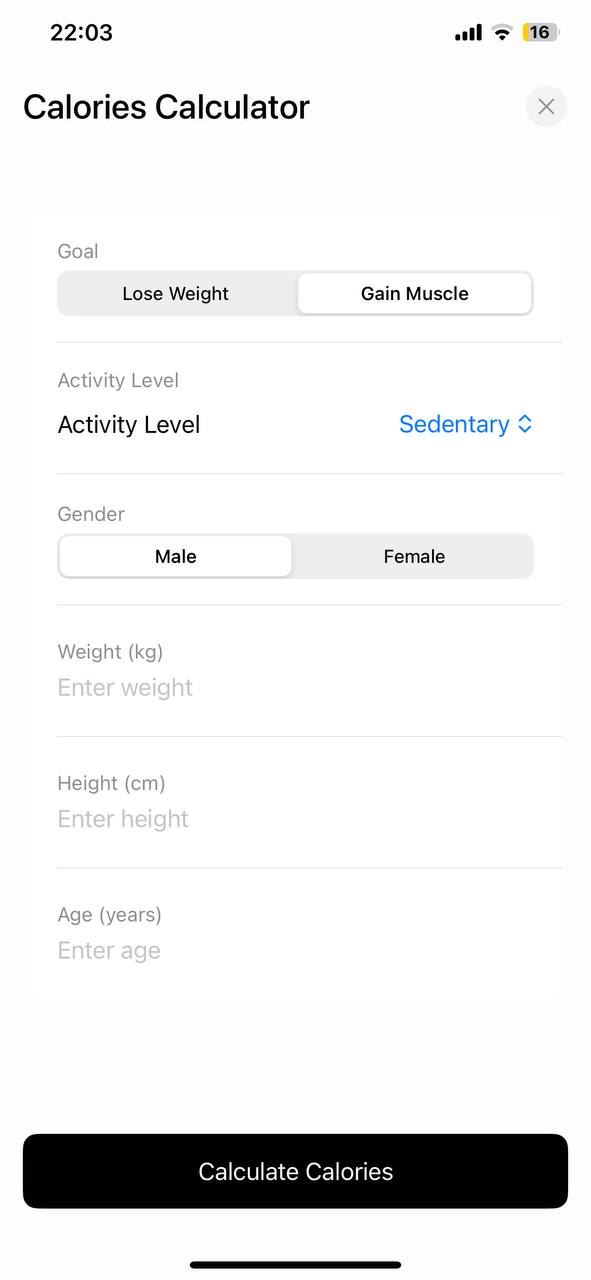 22:03
16
Calories Calculator
Goal
Lose Weight Gain Muscle
Activity Level
Activity Level Sedentary
Gender
Male Female
Weight (kg)
Enter weight
Height (cm)
Enter height
Age (years)
Enter age
Calculate Calories